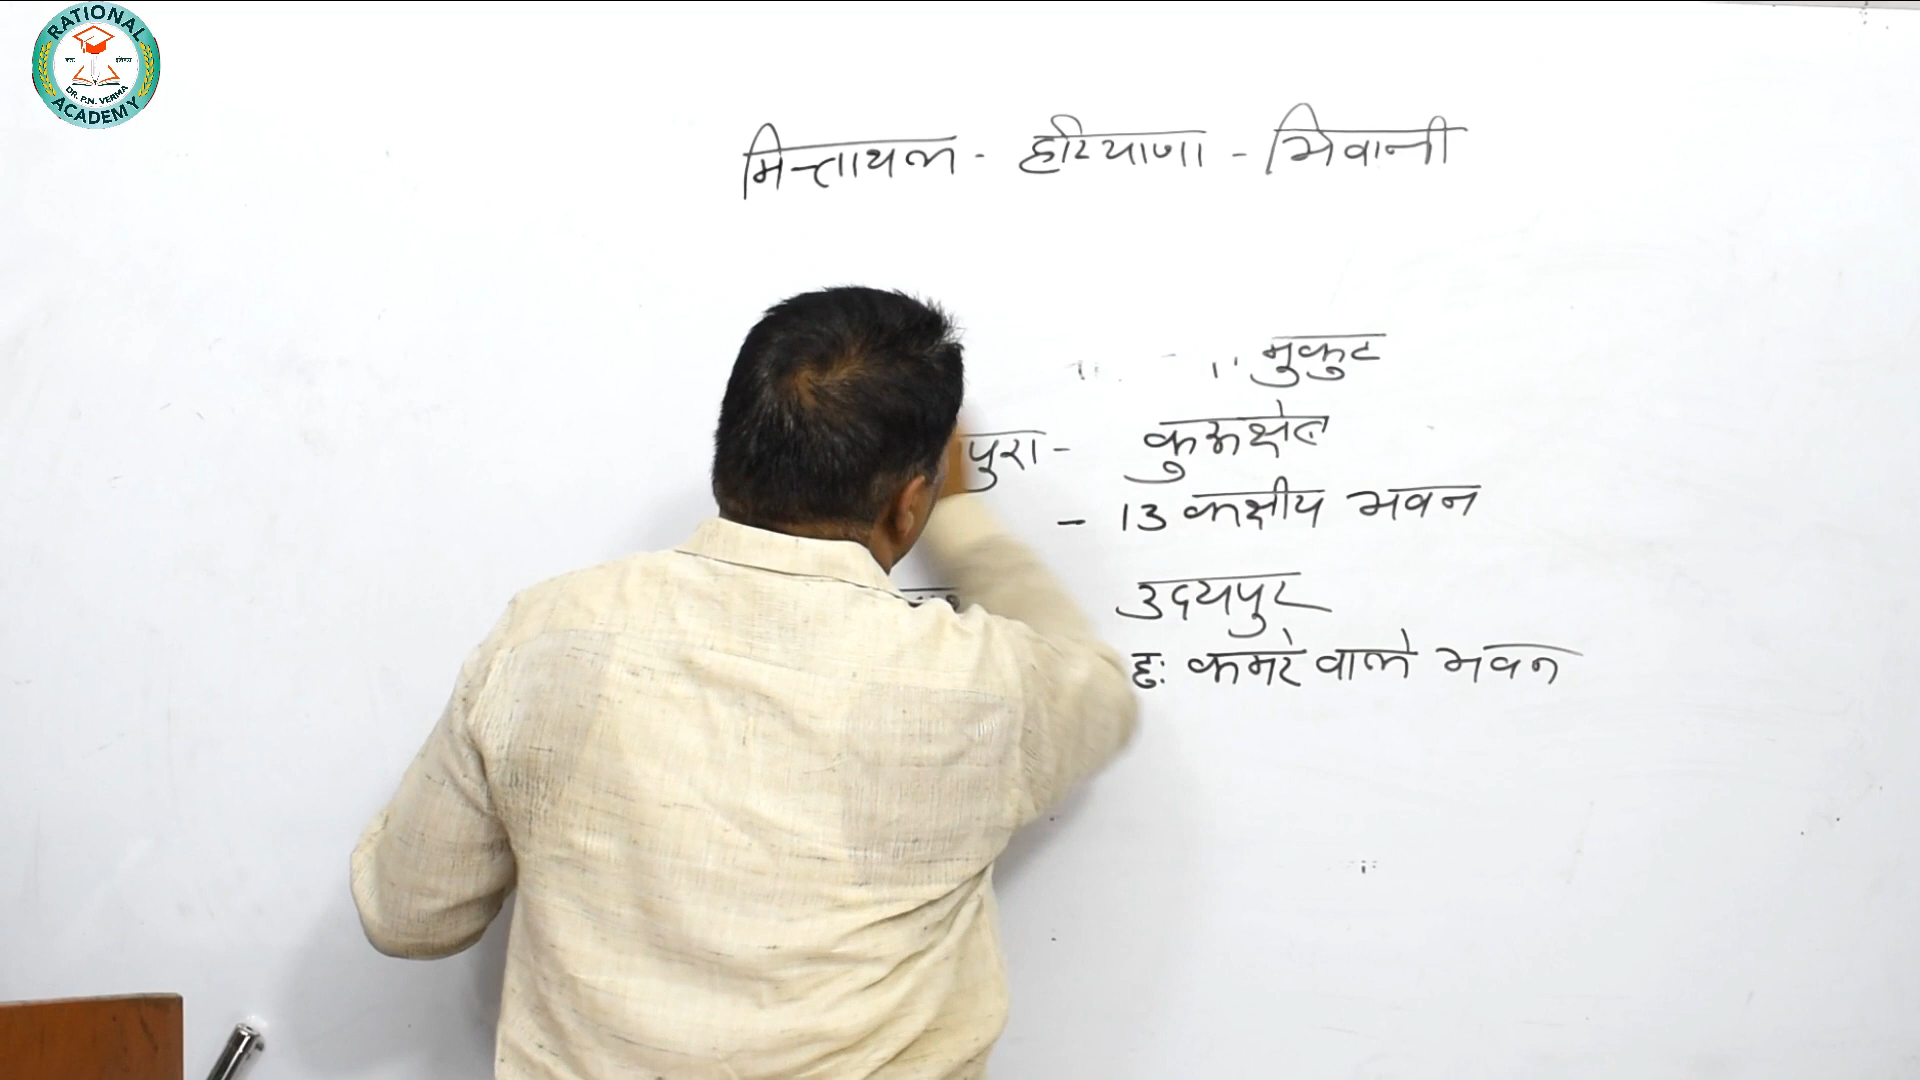 RATIONAL
DR. P.N. VERMA
ACADEMY
मित्ताथल - हरियाणा - भिवानी
मुकुट
पुरा - कुरुक्षेत्र
- 13 कक्षीय भवन
उदयपुर
छः कमरे वाले भवन